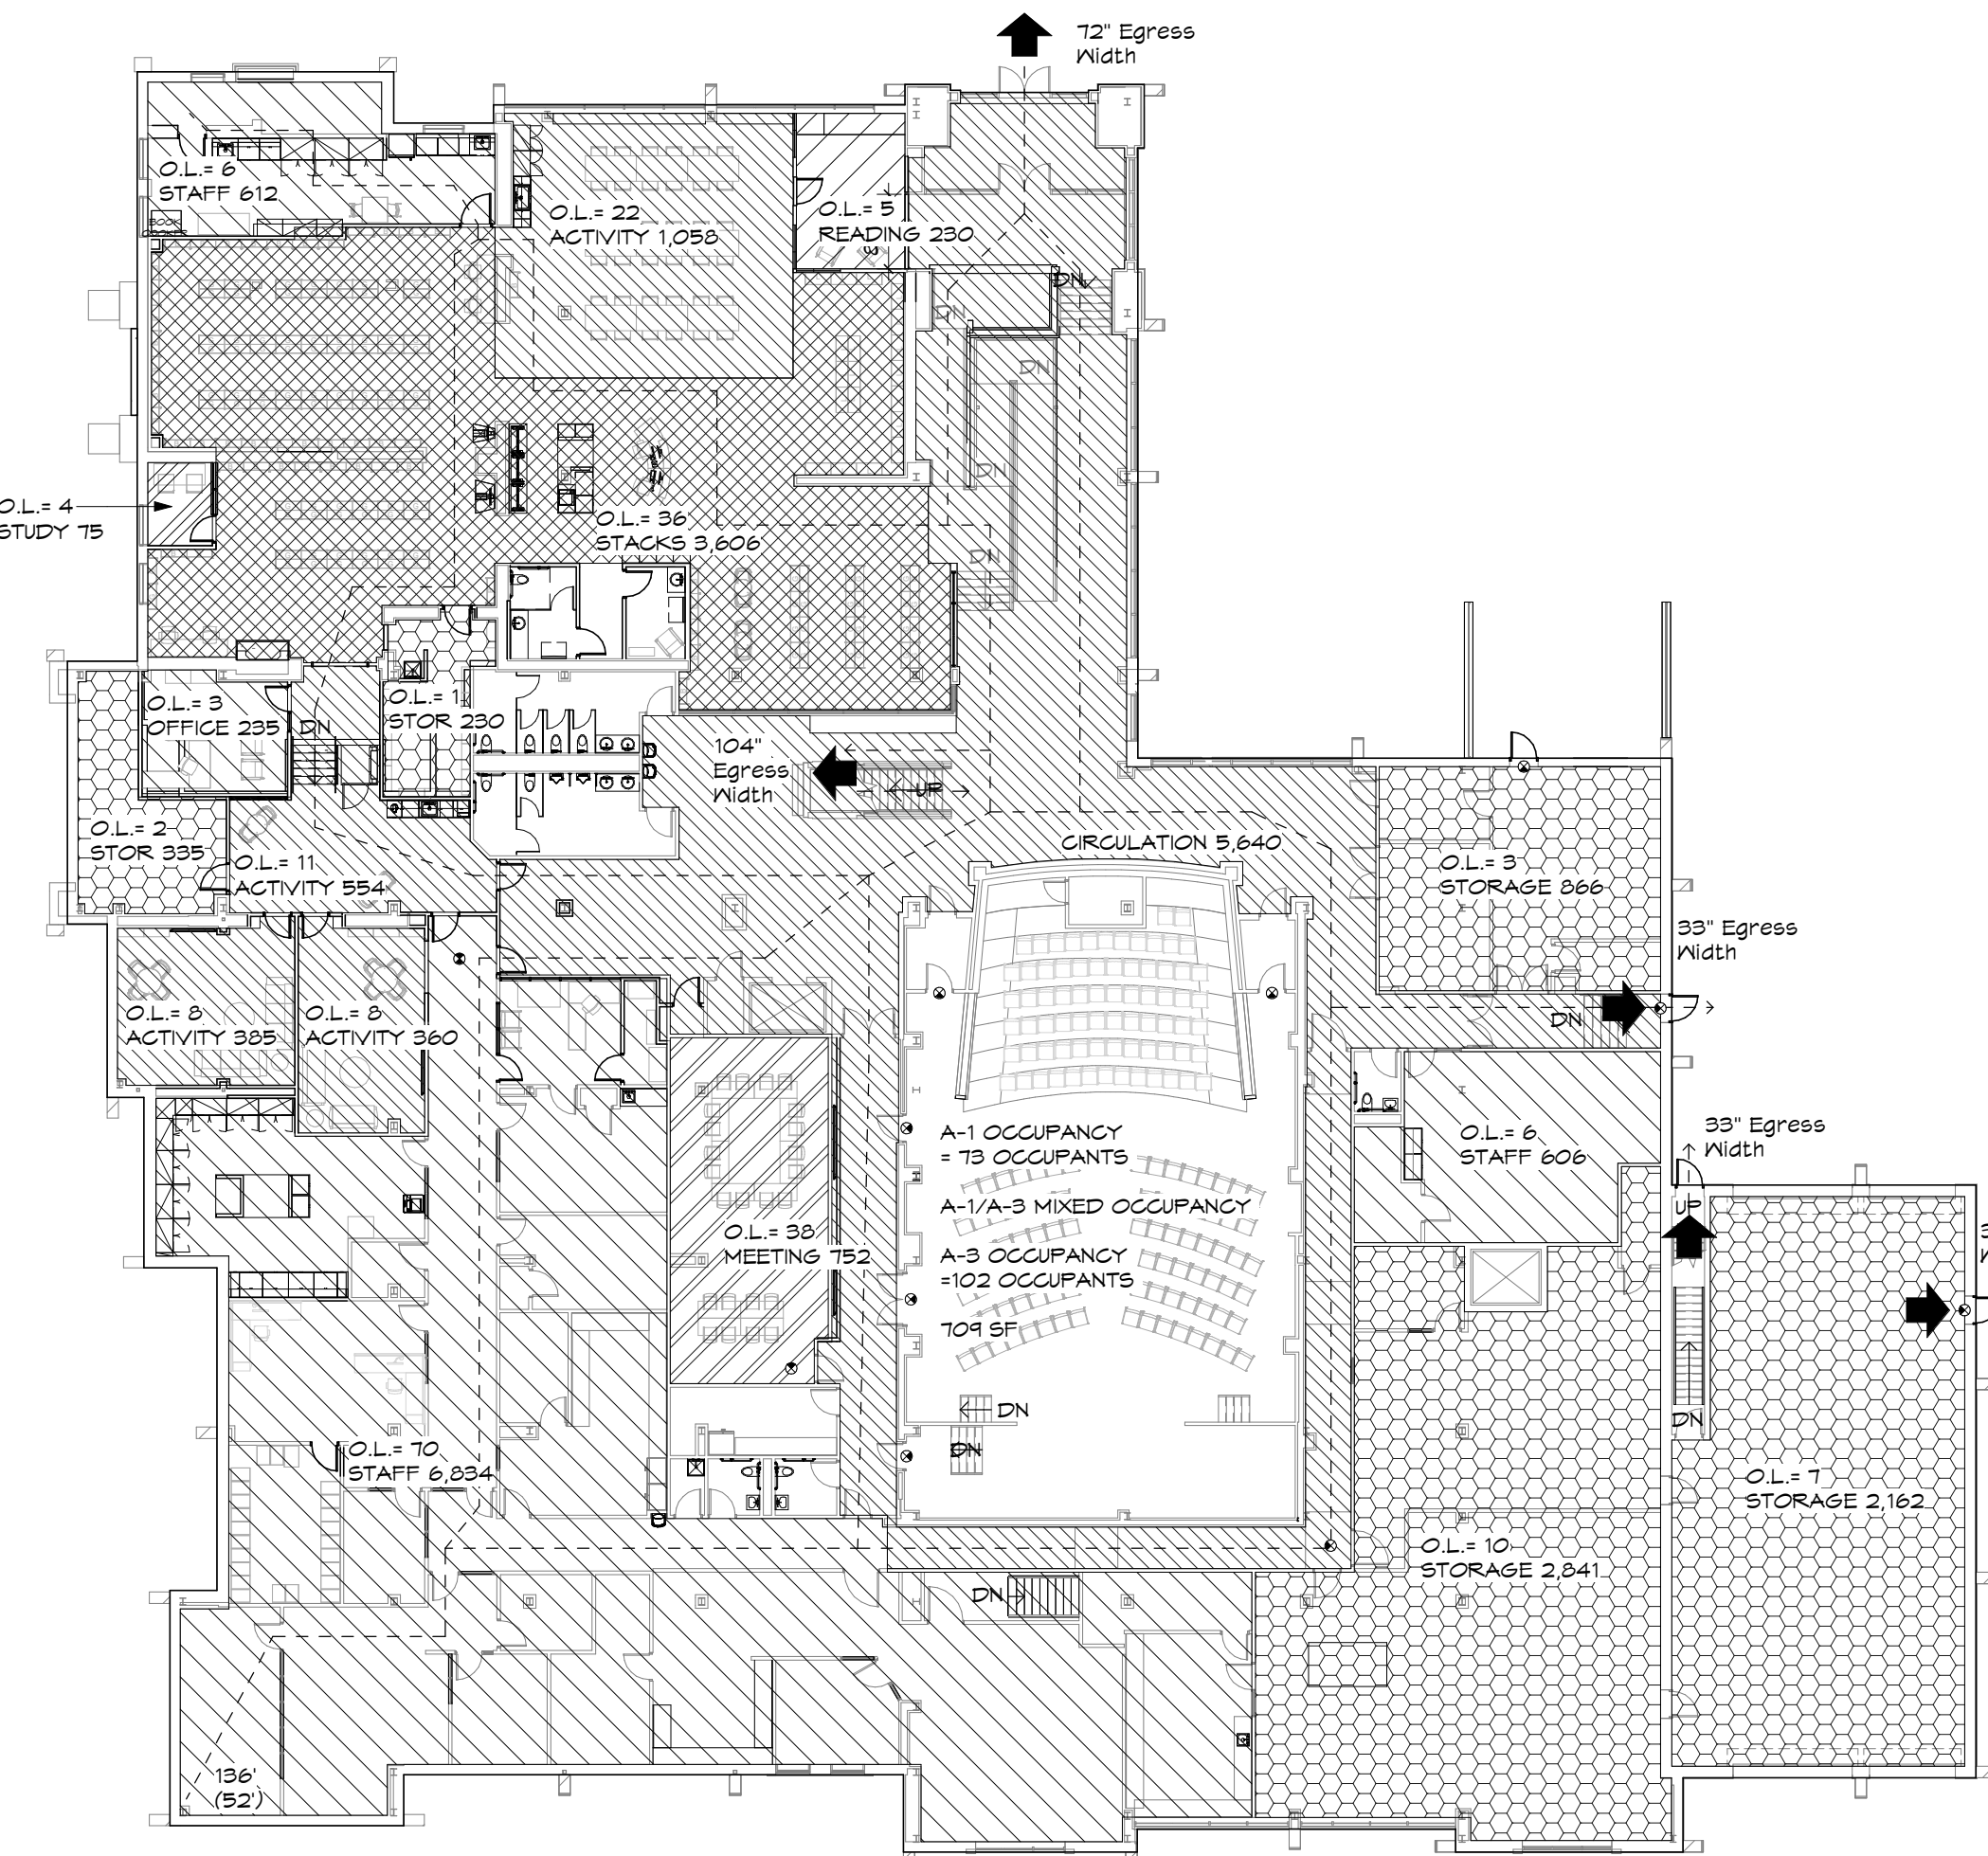 72" Egress
Width
O.L.= 6
STAFF 612
BOOK
O.L.= 22
ACTIVITY 1,058
O.L.= 5
READING 230
DN
DN
DN
DN
DN
O.L.= 4
STUDY 75
O.L.= 36
STACKS 3,606
O.L.= 3
OFFICE 235
DN
O.L.= 1
STOR 230
104"
Egress
Width
UP
CIRCULATION 5,640
O.L.= 2
STOR 335
O.L.= 11
ACTIVITY 554
O.L.= 3
STORAGE 866
33" Egress
Width
DN
O.L.= 8
ACTIVITY 385
O.L.= 8
ACTIVITY 360
A-1 OCCUPANCY
= 73 OCCUPANTS
A-1/A-3 MIXED OCCUPANCY
A-3 OCCUPANCY
=102 OCCUPANTS
709 SF
O.L.= 6
STAFF 606
33" Egress
Width
UP
O.L.= 38
MEETING 752
DN
DN
DN
O.L.= 70
STAFF 6,834
O.L.= 7
STORAGE 2,162
O.L.= 10
STORAGE 2,841
DN
136'
(52')